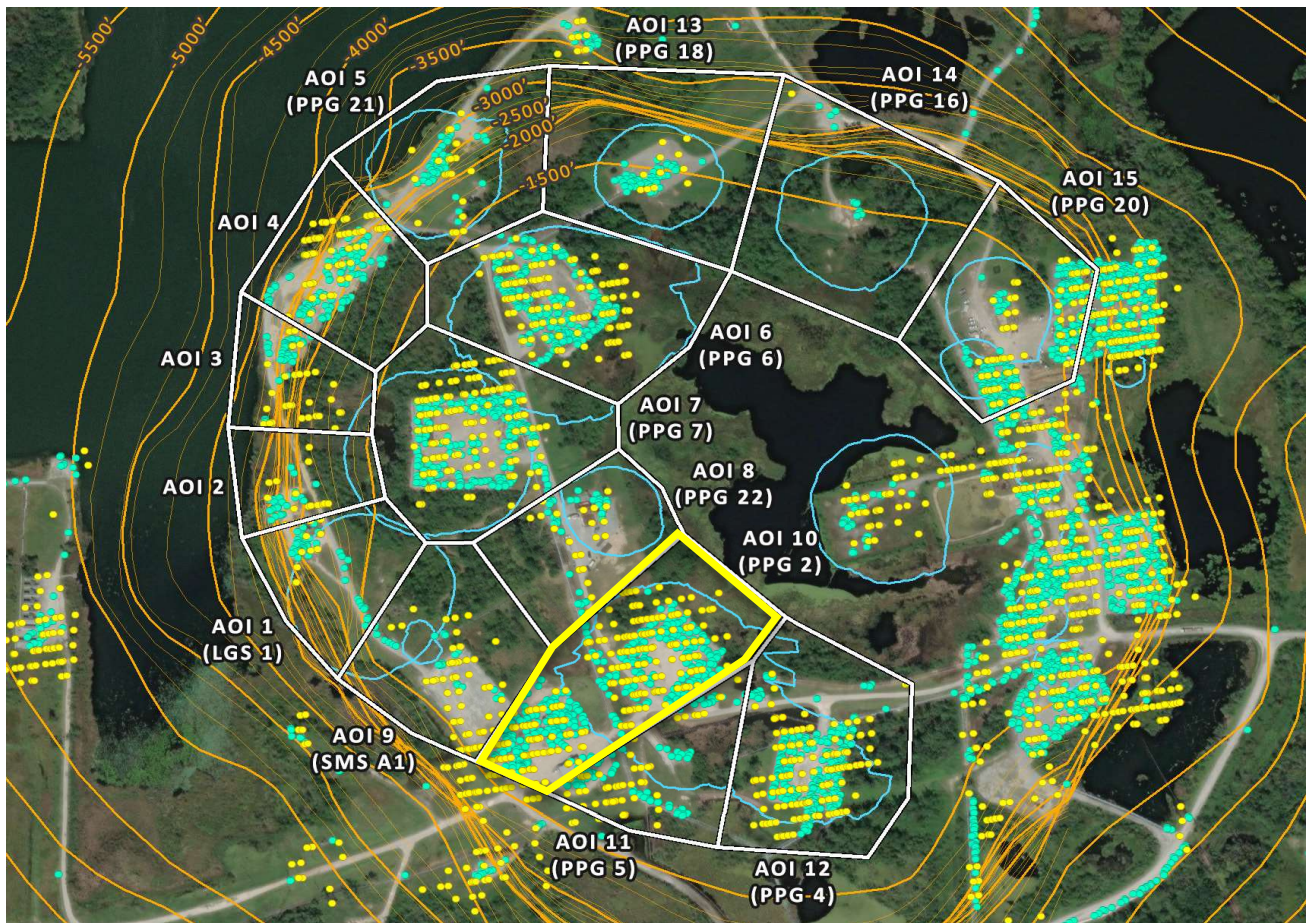 -5500'
-5000'
-4500'
-4000'
-3500'
-3000'
-2500'
-2000'
-1500'
AOI 13
(PPG 18)
AOI 5
(PPG 21)
AOI 14
(PPG 16)
AOI 15
(PPG 20)
AOI 4
AOI 3
AOI 6
(PPG 6)
AOI 7
(PPG 7)
AOI 2
AOI 8
(PPG 22)
AOI 10
(PPG 2)
AOI 1
(LGS 1)
AOI 9
(SMS A1)
AOI 11
(PPG 5)
AOI 12
(PPG 4)